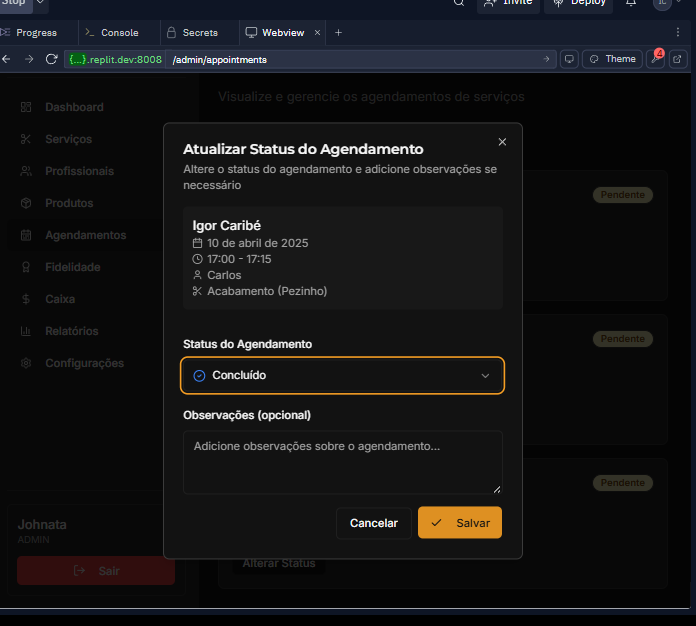 Stop
Invite
Deploy
IC
Progress
Console
Secrets
Webview
{...}.replit.dev:8008 /admin/appointments
Theme
4
Dashboard
Serviços
Profissionais
Produtos
Agendamentos
Fidelidade
Caixa
Relatórios
Configurações
Johnata
ADMIN
Sair
Visualize e gerencie os agendamentos de serviços
Pendente
Pendente
Pendente
Alterar Status
Atualizar Status do Agendamento
Altere o status do agendamento e adicione observações se
necessário
Igor Caribé
10 de abril de 2025
17:00 - 17:15
Carlos
Acabamento (Pezinho)
Status do Agendamento
Concluído
Observações (opcional)
Adicione observações sobre o agendamento...
Cancelar
Salvar